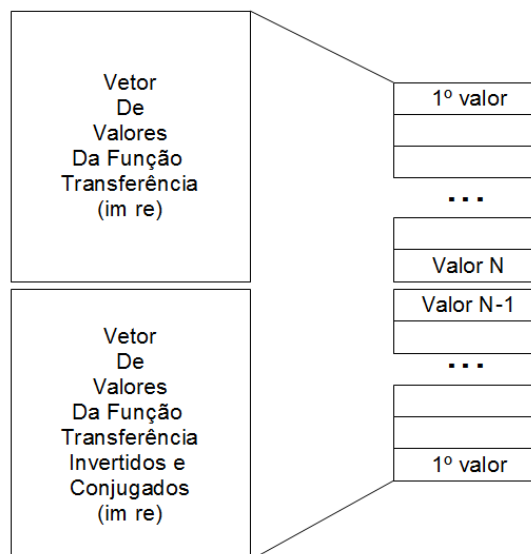 Vetor
De
Valores
Da Função
Transferência
(im re)
1º valor
...
Valor N
Vetor
De
Valores
Da Função
Transferência
Invertidos e
Conjugados
(im re)
Valor N-1
...
1º valor